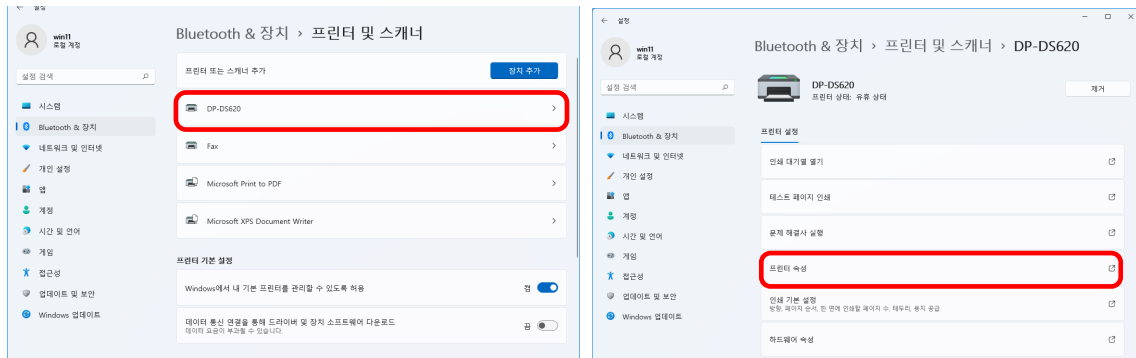 ← 설정
win11
로컬 계정
설정 검색
시스템
Bluetooth & 장치
네트워크 및 인터넷
개인 설정
앱
계정
시간 및 언어
게임
접근성
업데이트 및 보안
Windows 업데이트
Bluetooth & 장치 › 프린터 및 스캐너
프린터 또는 스캐너 추가
장치 추가
DP-DS620
Fax
Microsoft Print to PDF
Microsoft XPS Document Writer
프린터 기본 설정
Windows에서 내 기본 프린터를 관리할 수 있도록 허용
켬
데이터 통신 연결을 통해 드라이버 및 장치 소프트웨어 다운로드
데이터 요금이 부과될 수 있습니다.
끔
← 설정
win11
로컬 계정
설정 검색
시스템
Bluetooth & 장치
네트워크 및 인터넷
개인 설정
앱
계정
시간 및 언어
게임
접근성
업데이트 및 보안
Windows 업데이트
Bluetooth & 장치 › 프린터 및 스캐너 › DP-DS620
DP-DS620
프린터 상태: 유휴 상태
제거
프린터 설정
인쇄 대기열 열기
테스트 페이지 인쇄
문제 해결사 실행
프린터 속성
인쇄 기본 설정
방향, 페이지 순서, 한 면에 인쇄할 페이지 수, 테두리, 용지 공급
하드웨어 속성